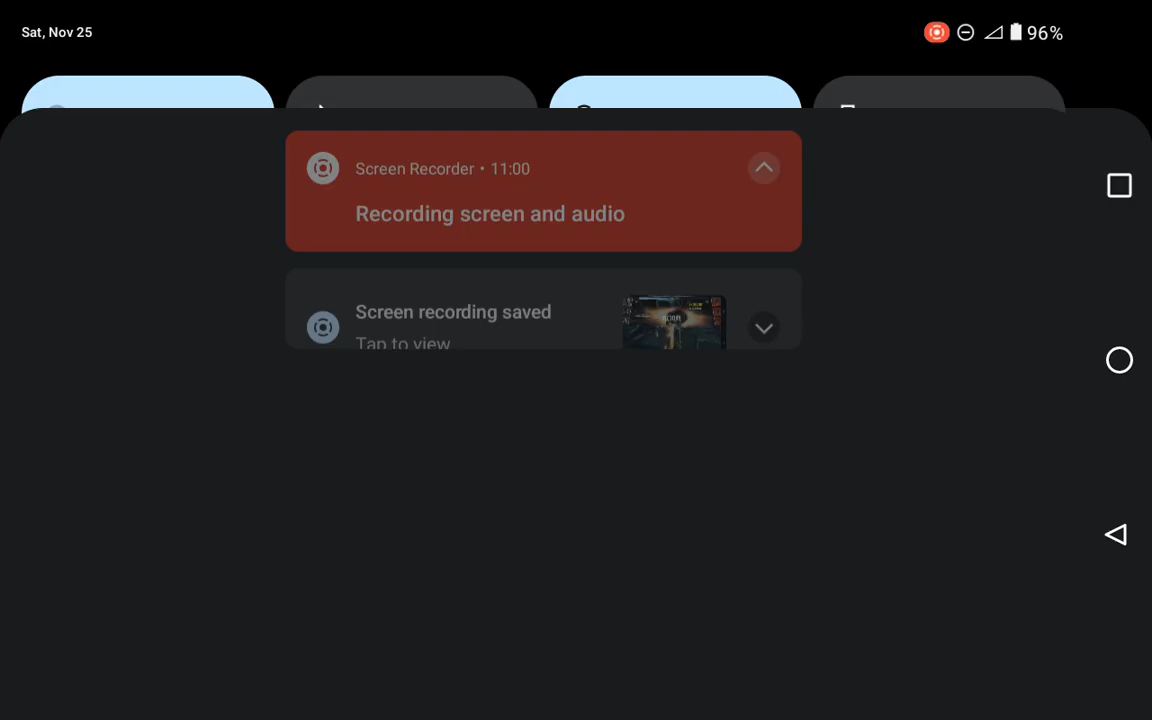 Sat, Nov 25
96%
Screen Recorder • 11:00
Recording screen and audio
Screen recording saved
Tap to view